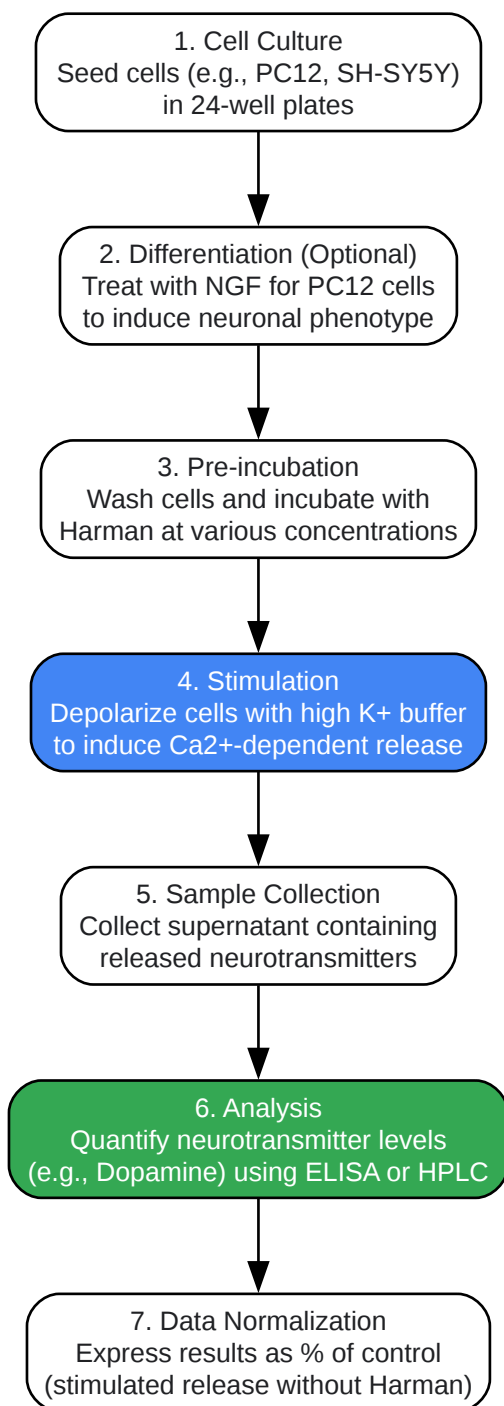 1. Cell Culture
Seed cells (e.g., PC12, SH-SY5Y)
in 24-well plates
2. Differentiation (Optional)
Treat with NGF for PC12 cells
to induce neuronal phenotype
3. Pre-incubation
Wash cells and incubate with
Harman at various concentrations
4. Stimulation
Depolarize cells with high K+ buffer
to induce Ca2+-dependent release
5. Sample Collection
Collect supernatant containing
released neurotransmitters
6. Analysis
Quantify neurotransmitter levels
(e.g., Dopamine) using ELISA or HPLC
7. Data Normalization
Express results as % of control
(stimulated release without Harman)